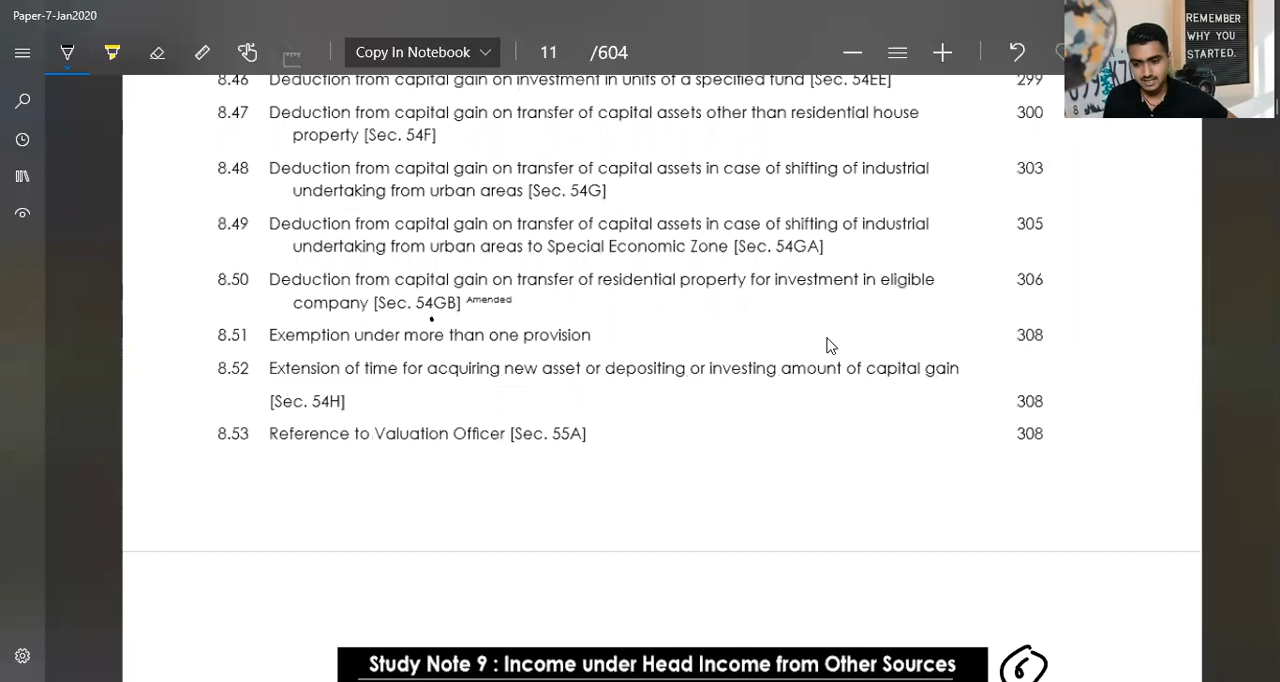 Paper-7-Jan2020
REMEMBER
WHY YOU
STARTED.
Copy In Notebook 11 /604
8.46 Deduction from capital gain on investment in units of a specified fund [Sec. 54EE] 299
8.47 Deduction from capital gain on transfer of capital assets other than residential house 300
property [Sec. 54F]
8.48 Deduction from capital gain on transfer of capital assets in case of shifting of industrial 303
undertaking from urban areas [Sec. 54G]
8.49 Deduction from capital gain on transfer of capital assets in case of shifting of industrial 305
undertaking from urban areas to Special Economic Zone [Sec. 54GA]
8.50 Deduction from capital gain on transfer of residential property for investment in eligible 306
company [Sec. 54GB] Amended
8.51 Exemption under more than one provision 308
8.52 Extension of time for acquiring new asset or depositing or investing amount of capital gain
[Sec. 54H] 308
8.53 Reference to Valuation Officer [Sec. 55A] 308
Study Note 9 : Income under Head Income from Other Sources